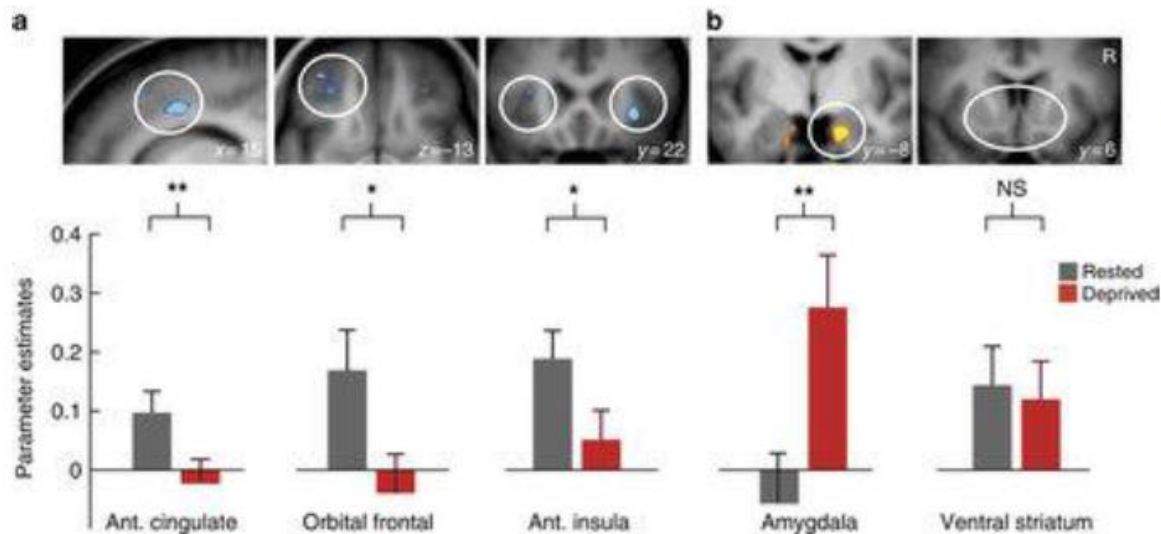 a
b
x=15
z=−13
y=22
y=−8
R
y=6
**
*
*
**
NS
Parameter estimates
0.4
0.3
0.2
0.1
0
Rested
Deprived
Ant. cingulate
Orbital frontal
Ant. insula
Amygdala
Ventral striatum